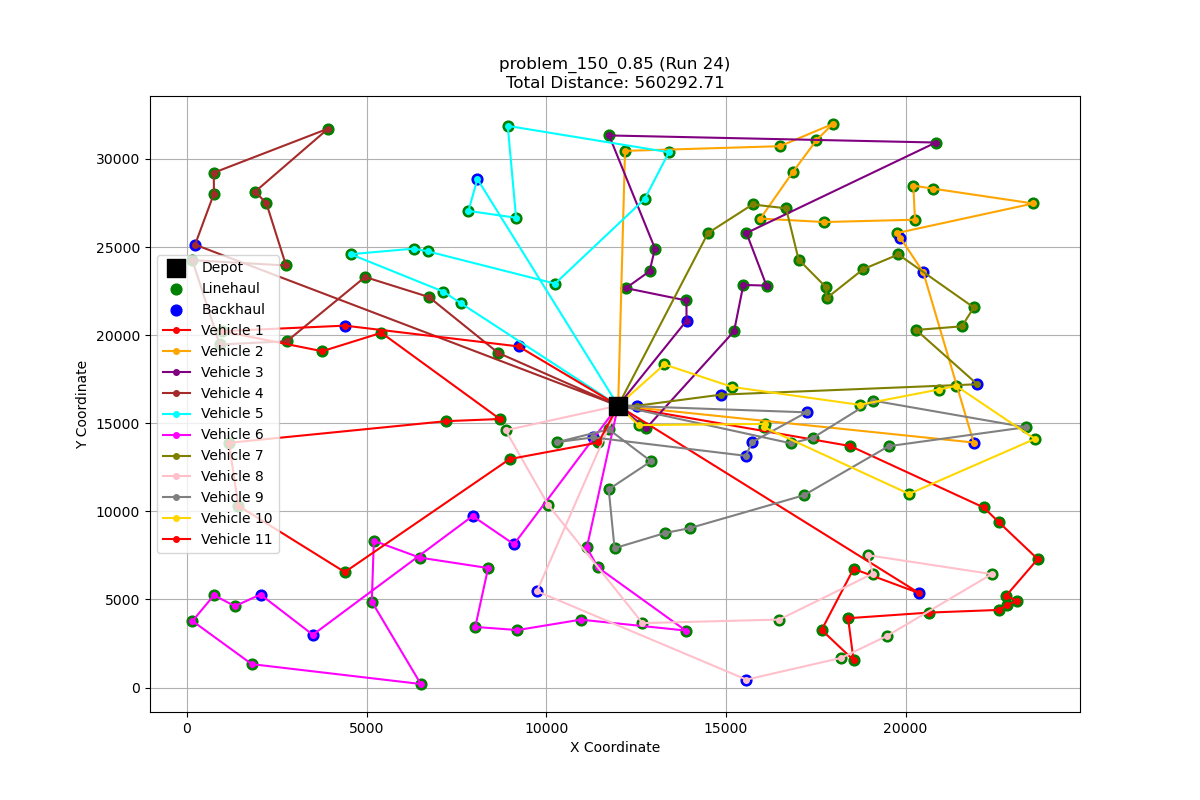 problem_150_0.85 (Run 24)
Total Distance: 560292.71
Y Coordinate
30000
25000
20000
15000
10000
5000
0
Depot
Linehaul
Backhaul
Vehicle 1
Vehicle 2
Vehicle 3
Vehicle 4
Vehicle 5
Vehicle 6
Vehicle 7
Vehicle 8
Vehicle 9
Vehicle 10
Vehicle 11
0 5000 10000 15000 20000
X Coordinate